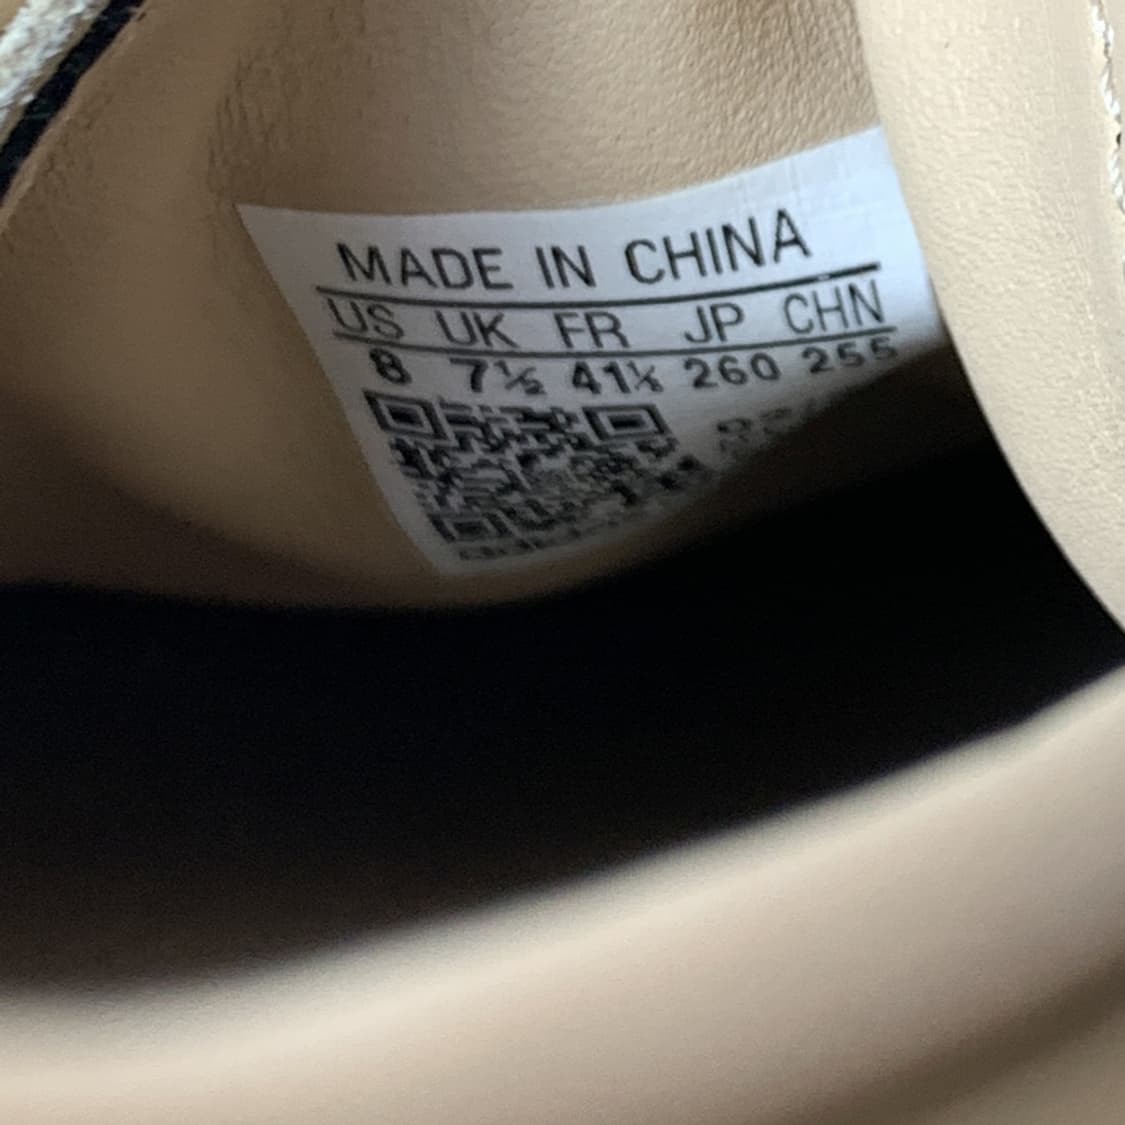 MADE IN CHINA
US UK FR JP CHN
8 7½ 41⅓ 260 255